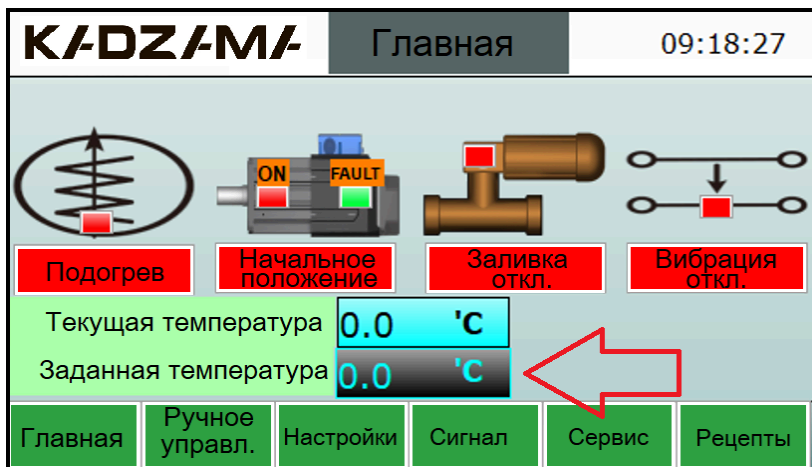 KADZAMA
Главная
09:18:27
ON
FAULT
Подогрев
Начальное
положение
Заливка
откл.
Вибрация
откл.
Текущая температура 0.0 'C
Заданная температура 0.0 'C
Главная
Ручное
управл.
Настройки
Сигнал
Сервис
Рецепты